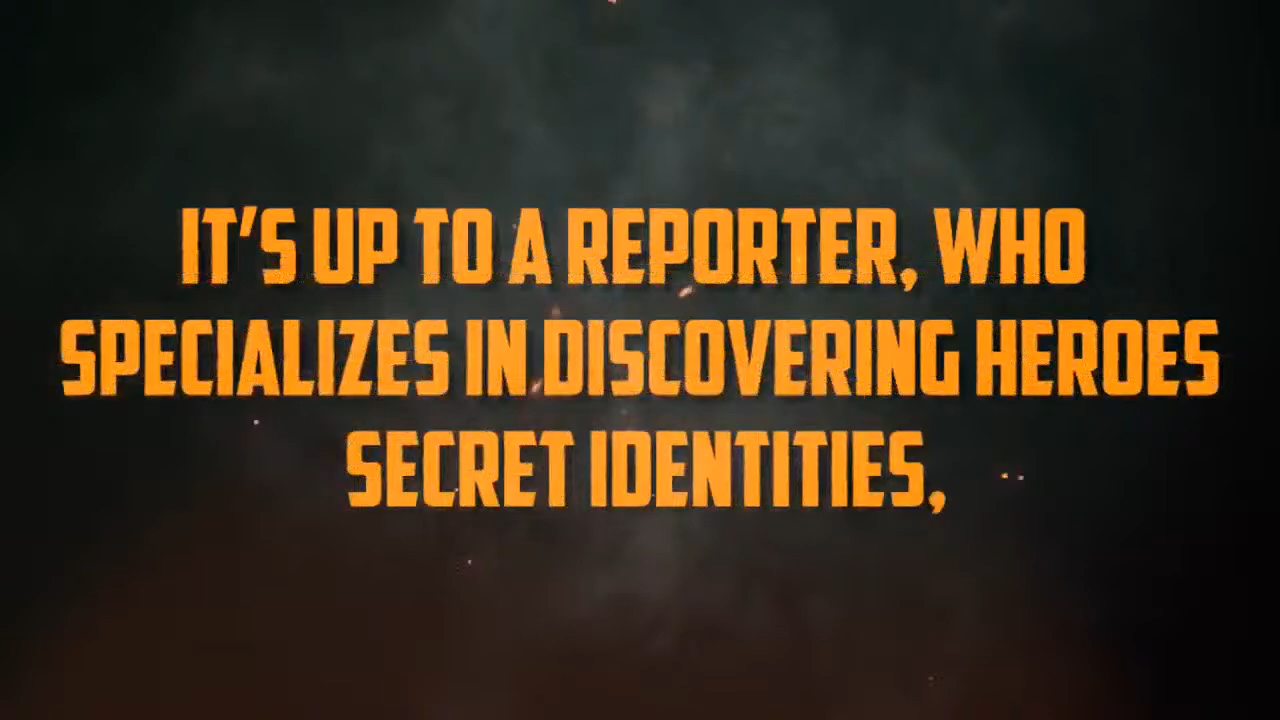 IT'S UP TO A REPORTER, WHO
SPECIALIZES IN DISCOVERING HEROES
SECRET IDENTITIES,